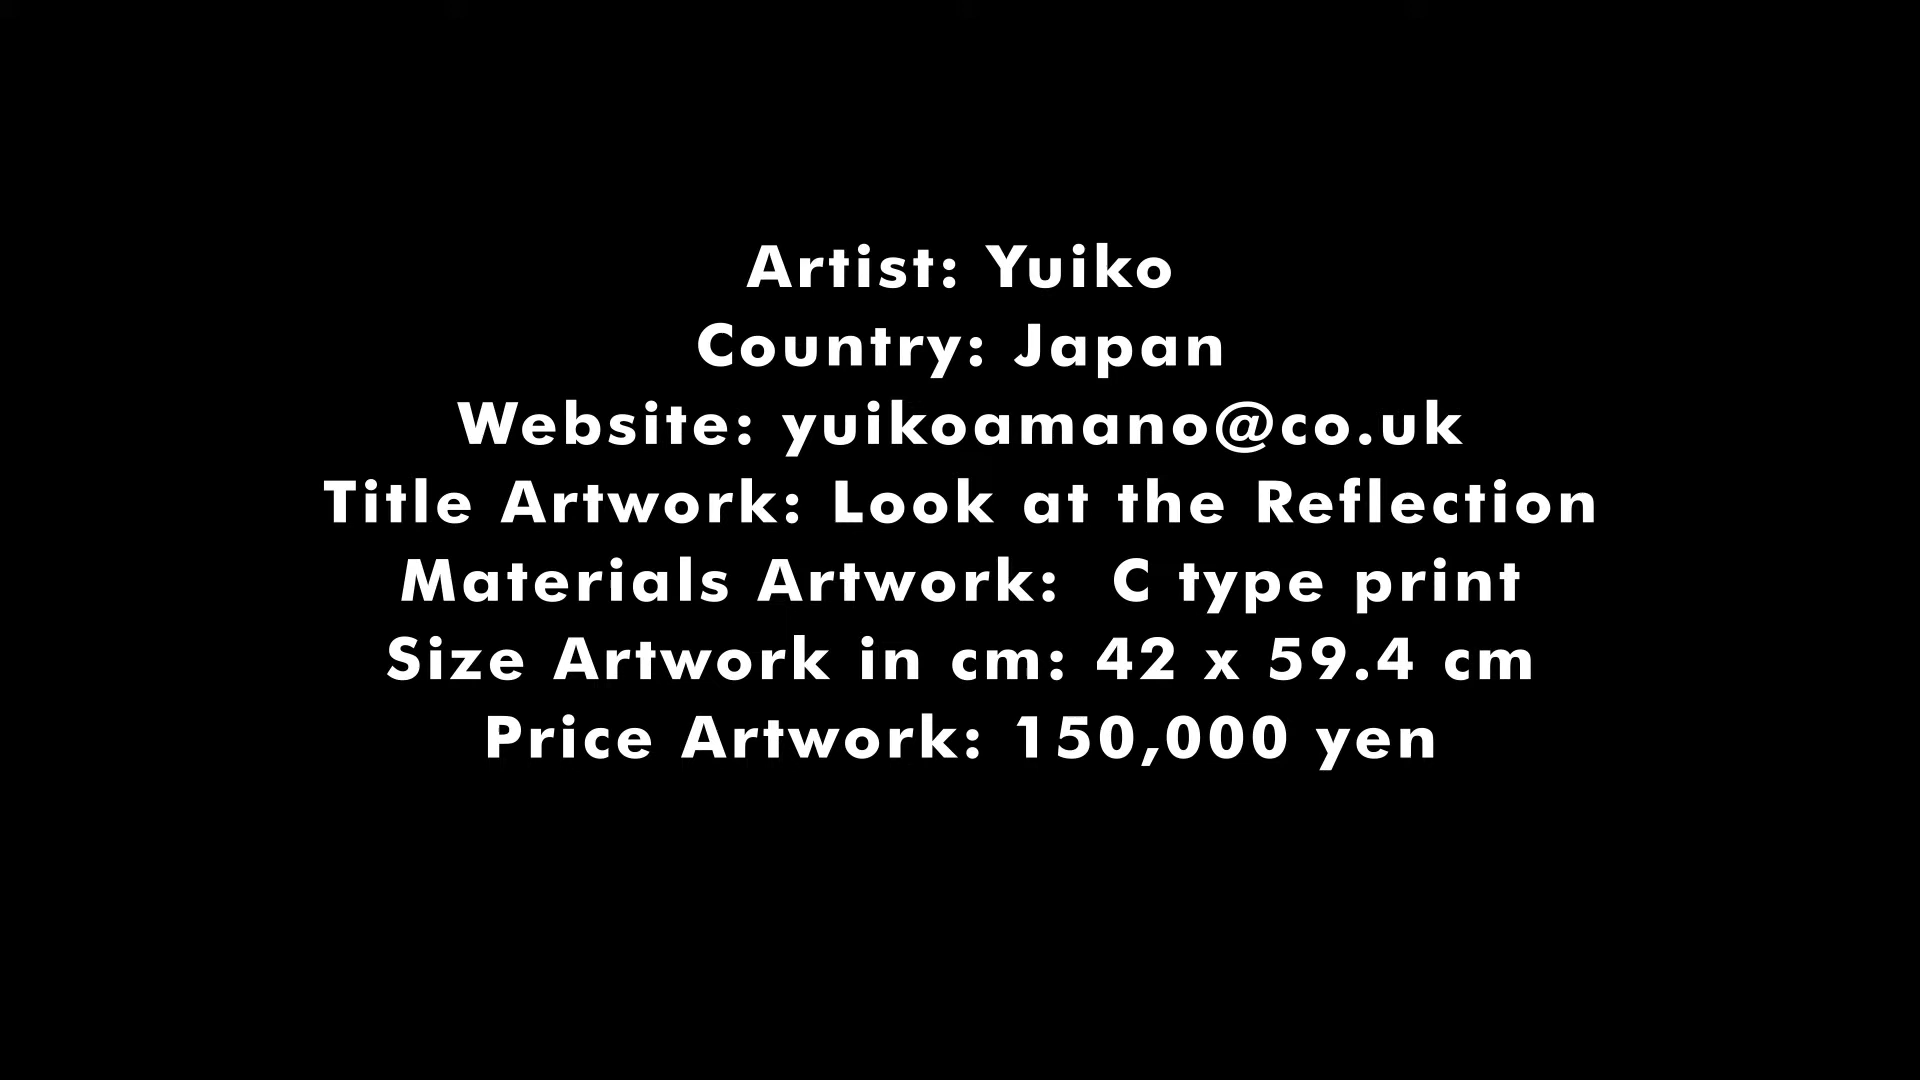 Artist: Yuiko
Country: Japan
Website: yuikoamano@co.uk
Title Artwork: Look at the Reflection
Materials Artwork:  C type print
Size Artwork in cm: 42 x 59.4 cm
Price Artwork: 150,000 yen